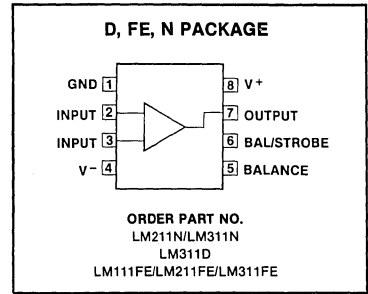 D, FE, N PACKAGE
GND 1 8 V+
INPUT 2 7 OUTPUT
INPUT 3 6 BAL/STROBE
V− 4 5 BALANCE
ORDER PART NO.
LM211N/LM311N
LM311D
LM111FE/LM211FE/LM311FE